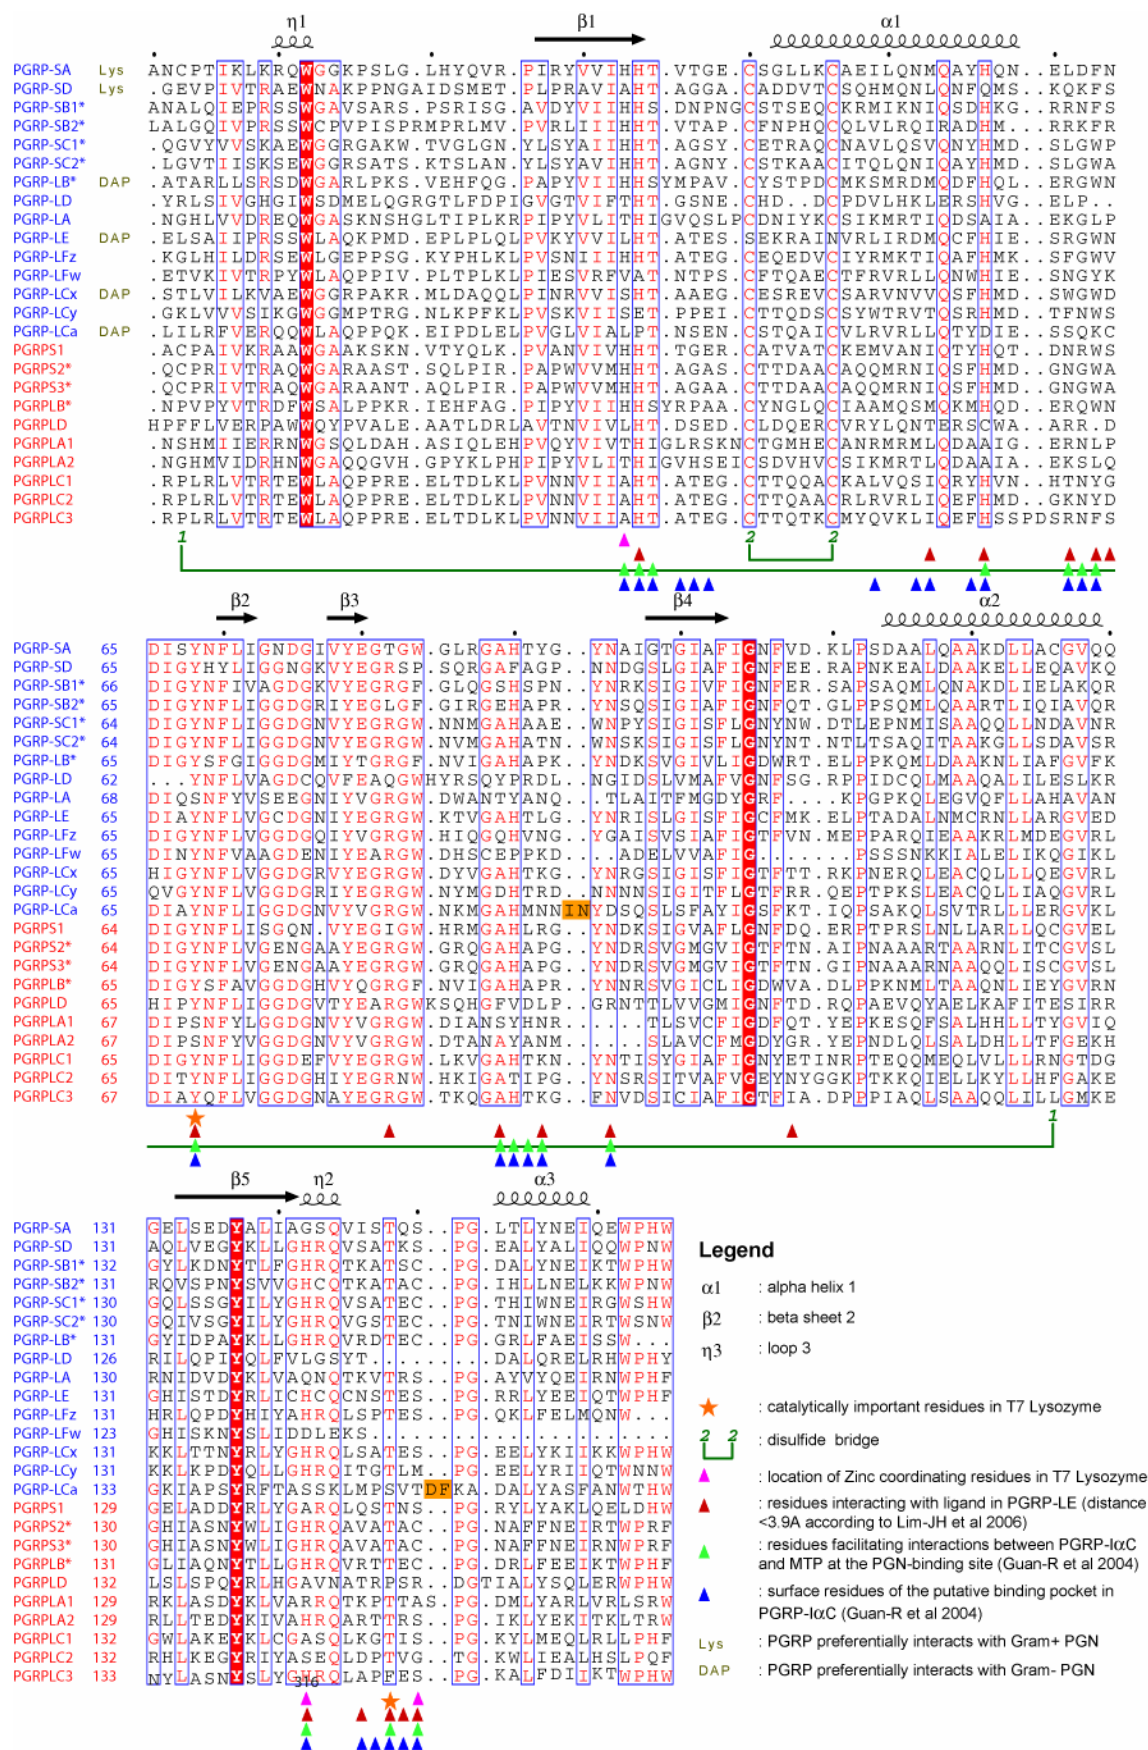 η1 β1 α1
PGRP-SA Lys ANCPTIKLKRQWGGKPSLG.LHYQVR.PIRYVVIHHT.VTGE.CSGLLKCAEILQNMQAYHQN..ELDFN
PGRP-SD Lys .GEVPIVTRAEWNAKPPNGAIDSMET.PLPRAVIAHT.AGGA.CADDVTCSQHMQNLQNFQMS..KQKFS
PGRP-SB1* ANALQIEPRSSWGAVSARS.PSRISG.AVDYVIIHHS.DNPNGCSTSEQCKRMIKNIQSDHKG..RRNFS
PGRP-SB2* LALGQIVPRSSWCPVPISPRMPRLMV.PVRLIIIHHT.VTAP.CFNPHQCQLVLRQIRADHM...RRKFR
PGRP-SC1* .QGVYVVSKAEWGGRGAKW.TVGLGN.YLSYAIIHHT.AGSY.CETRAQCNAVLQSVQNYHMD..SLGWP
PGRP-SC2* .LGVTIISKSEWGGRSATS.KTSLAN.YLSYAVIHHT.AGNY.CSTKAACITQLQNIQAYHMD..SLGWA
PGRP-LB* DAP .ATARLLSRSDWGARLPKS.VEHFQG.PAPYVIIHHSYMPAV.CYSTPDCMKSMRDMQDFHQL..ERGWN
PGRP-LD .YRLSIVGHGIWSDMELQGRGTLFDPIGVGTVIFTHT.GSNE.CHD.DCPDVLHKLERSHVG...ELP..
PGRP-LA .NGHLVVDREQWGASKNSHGLTIPLKRPIPYVLITHIGVQSLPCDNIYKCSIKMRTIQDSAIA..EKGLP
PGRP-LE DAP .ELSAIIPRSSWLAQKPMD.EPLPLQLPVKYVVILHT.ATES.SEKRAINVRLIRDMQCFHIE..SRGWN
PGRP-LFz .KGLHILDRSEWLGEPPSG.KYPHLKLPVSNIIIHHT.ATEG.CEQEDVCIYRMKTIQAFHMK..SFGWV
PGRP-LFw .ETVKIVTRPYWLAQPPIV.PLTPLKLPIESVRFVAT.NTPS.CFTQAECTFRVRLLQNWHIE..SNGYK
PGRP-LCx DAP .STLVILKVAEWGGRPAKR.MLDAQQLPINRVVISHT.AAEG.CESREVCSARVNVVQSFHMD..SWGWD
PGRP-LCy .GKLVVVSKIGWGGMPTRG.NLKPFKLPVSKVIISET.PPEI.CTTQDSCSYWTRVTQSRHMD..TFNWS
PGRP-LCa DAP .LILRFVERQQWLAQPPQK.EIPDLELPVGLVIALPT.NSEN.CSTQAICVLRVRLLQTYDIE..SSQKC
PGRPS1 .ACPAIVKRAAWGAAKSKN.VTYQLK.PVANVIVHHT.TGER.CATVATCKEMVANIQTYHQT..DNRWS
PGRPS2* .QCPRIVTRAQWGARAAST.SQLPIR.PAPWVVMHHT.AGAS.CTTDAACAQQMRNIQSFHMD..GNGWA
PGRPS3* .QCPRIVTRAQWGARAANT.AQLPIR.PAPWVVIHHT.AGAT.CTTDAACAQMMRNIQSFHMN..NNGWA
PGRPLB* .NPVPYVTRDFWSALPPKR.IEHFAG.PIPYVIIHHSYRPAA.CYNGLQCIAAMQSMQKMHQD..ERQWN
PGRPLD HPFFLVERPAWWQYPVALE.AATLDRLAVTNVIVLHT.DSED.CLDQERCVRYLQNTERSCWA..ARR.D
PGRPLA1 .NSHMIIERRNWGSQLDAH.ASIQLEHPVQYVIVTHIGLRSKNCTGMHECANRMRMLQDAAIG..ERNLP
PGRPLA2 .NGHMVIDRHNWGAQQGVH.GPYKLPHPIPYVLITHIGVHSEICSDVHVCSIKMRTLQDAAIA..EKSLQ
PGRPLC1 .RPLRLVTRTEWLAQPPRE.ELTDLKLPVNNVIIAHT.ATEG.CTTQQACMLRVRLIQEYHVN..HTNYG
PGRPLC2 .RPLRLVTRTEWLAQPPRE.ELTDLKLPVNNVIIAHT.ATEG.CTTQAACRLRVRLIQEFHMD..GKNYD
PGRPLC3 .RPLRLVTRTEWLAQPPRE.ELTDLKLPVNNVIIAHT.ATEG.CTTQTKCMYQVKLIQEFHSSPDSRNFS
1 2 2
β2 β3 β4 α2
PGRP-SA 65 DISYNFLIGNDGIVYEGTGWG.GLRGAHTYG..YNAIGTGIAFIGNFVD.KLPSDAALQAAKDLLACGVQQ
PGRP-SD 65 DIGYHYLIGGNGKVYEGRSP.SQRGAFAGP..NNDGSLGIAFIGNFEE.RAPNKEALDAAKELLEQAVKQ
PGRP-SB1* 66 DIGYNFIVAGDGKVYEGRGF.GLQGSHSPN..YNRKSIGIVFIGNFER.SAPSAQMLQNAKDLIELAKQR
PGRP-SB2* 65 DIGYNFLIGGDGRIYEGLGF.GIRGEHAPR..YNSQSIGIAFIGNFQT.GLPPSQMLQAARTLIQIAVQR
PGRP-SC1* 64 DIGYNFLIGGDGNVYEGRGW.NNMGAHAAE..WNPYSIGISFLGNYNW.DTLEPNMISAAQQLLNDAVNR
PGRP-SC2* 64 DIGYNFLIGGDGNVYEGRGW.NVMGAHATN..WNSKSIGISFLGNYNT.NTLTSAQITAAKGLLSDAVSR
PGRP-LB* 65 DIGYSFGIGGDGMIYTGRGF.NVIGAHAPK..YNDKSVGIVLIGDWRT.ELPPKQMLDAAKNLIAFGVFK
PGRP-LD 62 ...YNFLVAGDCQVFEAQGWHYRSQYPRDL..NGIDSLVMAFVGNFSG.RPPIDCQLMAAQALILESLKR
PGRP-LA 68 DIQSNFYVSEEGNIYVGRGW.DWANTYANQ...TLAITFMGDYGRF....KPGPKQLEGVQFLLAHAVAN
PGRP-LE 65 DIAYNFLVGCDGNIYEGRGW.KTVGAHTLG..YNRISLGISFIGCFMK.ELPTADALNMCRNLLARGVED
PGRP-LFz 65 DIGYNFLVGGDGQIYVGRGW.HIQGQHVNG..YGAISVSIAFIGTFVN.MEPPARQIEAAKRLMDEGVRL
PGRP-LFw 65 DINYNFVAAGDENIYEARGW.DHSCEPPKD...ADELVVAFIG.......PSSSNKKIALELIKQGIKL
PGRP-LCx 65 HIGYNFLVGGDGRVYEGRGW.NIVGAHTKG..YNRGSIGISFIGTFTT.RKPNERQLEACQLLLQEGVRL
PGRP-LCy 65 QVGYNFLVGGDGRVYEGRGW.NYMGDHTRD..NNNNSIGITFLGTFRR.QEPTPKSLEACQLLIAQGVRL
PGRP-LCa 65 DIAYNFLIGGDGNVYEGRGW.NKMGAHMNNINYDSQSLSFAYIGSFKT.IQPSAKQLSVTRLLLERGVKL
PGRPS1 64 DIGYNFLISGQN.VYEGIGW.HRMGAHLRG..YNDKSIGVAFLGNFDQ.ERPTPRSLNLLARLLQCGVEL
PGRPS2* 64 DIGYNFLVGENGAAYEGRGW.GRQGAHAPG..YNDRSVGMGVIGTFTN.AIPNAAARTAARNLITCGVSL
PGRPS3* 64 DIGYNFLVGENGAAYEGRGW.GRQGAHAPG..YNDRSVGMGVIGTFTN.GIPNAAARNAAQQLISCGVSL
PGRPLB* 65 DIGYSFAVGGDHVYQGRGF.NVIGAHAPR..YNNRSVGICLIGDWVA.DLPPKNMLTAAQNLIEYGVRN
PGRPLD 65 HIPYNFLIGGDGVTYEARGWKSQHGFVDLP..GRNTTLVVGMIGNFTD.RQPAEVQYAELKAFITESIRR
PGRPLA1 67 DIPSNFYLGGDGNVYVGRGW.DIANSYHNR.....TLSVCFIGDFQT.YEPKESQFSALHHLLTYGVIQ
PGRPLA2 67 DIPSNFYVGGDGNVYVGRGW.DTANAYANM.....SLAVCFMGDYGR.YEPNDLQLSALDHLLTFGEKH
PGRPLC1 65 DIGYNFLIGGDEFVYEGRGW.LKVGAHTKN..YNTISYGIAFIGNYETINRPTEQQMEQLVLLLRNGTDG
PGRPLC2 65 DITYNFLIGGDGHIYEGRNW.HKIGATIPG..YNSRSITVAFVGEYNYGGKPTKKQIELLKYLLHFGAKE
PGRPLC3 67 DIAYQFLVGGDGNAYEGRGW.TKQGAHTKG..FNVDSICIAFIGTFIA.DPPPIAQLSAAQQLILLGMKE
1
β5 η2 α3
PGRP-SA 131 GELSEDYALIAGSQVISTQS..PG.LTLYNEIQEWPHW
PGRP-SD 131 AQLVEGYKLLGHRQVSATKS..PG.EALYALIQQWPNW
PGRP-SB1* 132 GYLKDNYTLFGHRQTKATSC..PG.DALYNEIKTWPHW
PGRP-SB2* 131 RQVSPNYSVVGHCQTKATAC..PG.IHLLNELKKWPNW
PGRP-SC1* 130 GQLSSGYILYGHRQVSATEC..PG.THIWNEIRGWSHW
PGRP-SC2* 130 GQIVSGYILYGHRQVGSTEC..PG.TNIWNEIRTWSNW
PGRP-LB* 131 GYIDPAYKLLGHRQVRDTEC..PG.GRLFAEISSW...
PGRP-LD 126 RILQPIYQLFVLGSYT.........DALQRELRHWPHY
PGRP-LA 130 RNIDVDYKLVAQNQTKVTRS..PG.AYVYQEIRNWPHF
PGRP-LE 131 GHISTDYRLICHCQCNSTES..PG.RRLYEEIQTWPHF
PGRP-LFz 131 HRLQPDYHIYAHRQLSPTES..PG.QKLFELMQNW...
PGRP-LFw 123 GHISKNYSLIDDLEKS......................
PGRP-LCx 131 KKLTTNYRLYGHRQLSATES..PG.EELYKIIKKWPHW
PGRP-LCy 131 KKLKPDYQLLGHRQITGTLM..PG.EELYRIIQTWNNW
PGRP-LCa 133 GKIAPSYRFTASSKLMPSVTDFKA.DALYASFANWTHW
PGRPS1 129 GELADDYRLYGHRQVSATES..PG.RYLYAKLQELDHW
PGRPS2* 130 GHIASNYWLIGHRQVAATAC..PG.NAFFNEIRTWPRF
PGRPS3* 130 GHIASNYWLIGHRQVAATAC..PG.NALFNEIRTWPRF
PGRPLB* 131 GLIAQNYTLLGHRQVRTTEC..PG.DRLFEEIKTWPHF
PGRPLD 132 LSLSPQYRLHGAVNATRPSR..DGTIALYSQLERWPHW
PGRPLA1 129 RKLASDYKIVARRQTKPTTAS.PG.DMLYARLVRLSRW
PGRPLA2 129 RLLTEDYKIVAHRQARTTRS..PG.IKLYEKITKLTRW
PGRPLC1 132 GWLAKEYKLCGASQLKGTIS..PG.KYLMEQLRLLPHF
PGRPLC2 132 RHLKEGYRIYASEQLDPTVG..TG.KWLIEALHSLPQF
PGRPLC3 133 NYLASNYSLYGHRQLAPFES..PG.KALFDIIKTWPHW
316
Legend
α1 : alpha helix 1
β2 : beta sheet 2
η3 : loop 3
: catalytically important residues in T7 Lysozyme
2 2 : disulfide bridge
: location of Zinc coordinating residues in T7 Lysozyme
: residues interacting with ligand in PGRP-LE (distance
<3.9A according to Lim-JH et al 2006)
: residues facilitating interactions between PGRP-IαC
and MTP at the PGN-binding site (Guan-R et al 2004)
: surface residues of the putative binding pocket in
PGRP-IαC (Guan-R et al 2004)
Lys : PGRP preferentially interacts with Gram+ PGN
DAP : PGRP preferentially interacts with Gram- PGN